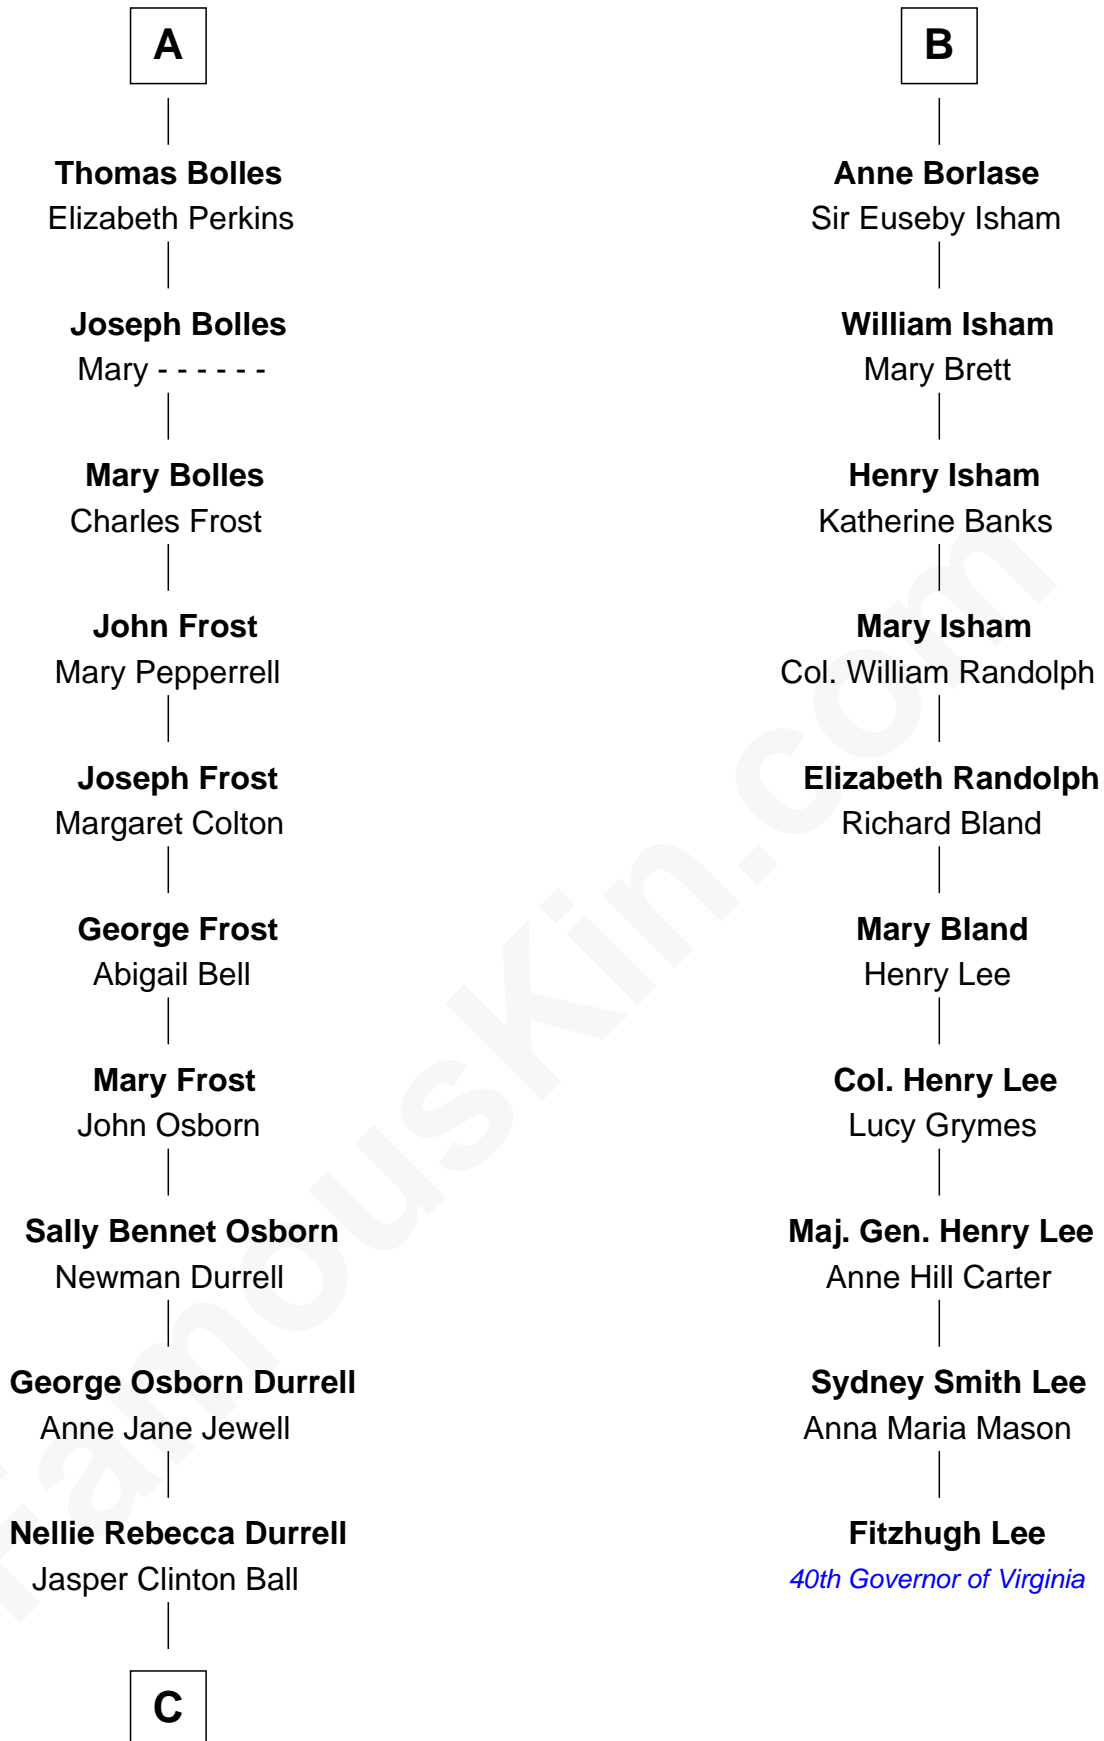 A
Thomas Bolles
Elizabeth Perkins
Joseph Bolles
Mary - - - - - -
Mary Bolles
Charles Frost
John Frost
Mary Pepperrell
Joseph Frost
Margaret Colton
George Frost
Abigail Bell
Mary Frost
John Osborn
Sally Bennet Osborn
Newman Durrell
George Osborn Durrell
Anne Jane Jewell
Nellie Rebecca Durrell
Jasper Clinton Ball
C
B
Anne Borlase
Sir Euseby Isham
William Isham
Mary Brett
Henry Isham
Katherine Banks
Mary Isham
Col. William Randolph
Elizabeth Randolph
Richard Bland
Mary Bland
Henry Lee
Col. Henry Lee
Lucy Grymes
Maj. Gen. Henry Lee
Anne Hill Carter
Sydney Smith Lee
Anna Maria Mason
Fitzhugh Lee
40th Governor of Virginia
FamousKin.com